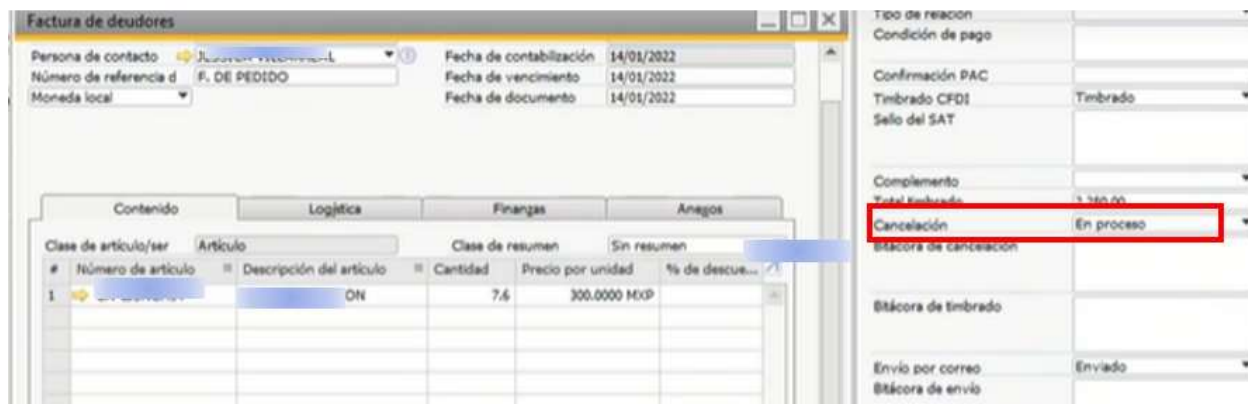 Factura de deudores
Persona de contacto
Número de referencia d F. DE PEDIDO
Moneda local
Fecha de contabilización 14/01/2022
Fecha de vencimiento 14/01/2022
Fecha de documento 14/01/2022
Contenido Logística Finanzas Anexos
Clase de artículo/ser Artículo Clase de resumen Sin resumen
# Número de artículo Descripción del artículo Cantidad Precio por unidad % de descue...
1 ON 7.6 300.0000 MXP
Tipo de relación
Condición de pago
Confirmación PAC
Timbrado CFDI Timbrado
Sello del SAT
Complemento
Total timbrado 2,280.00
Cancelación En proceso
Bitácora de cancelación
Bitácora de timbrado
Envío por correo Enviado
Bitácora de envío